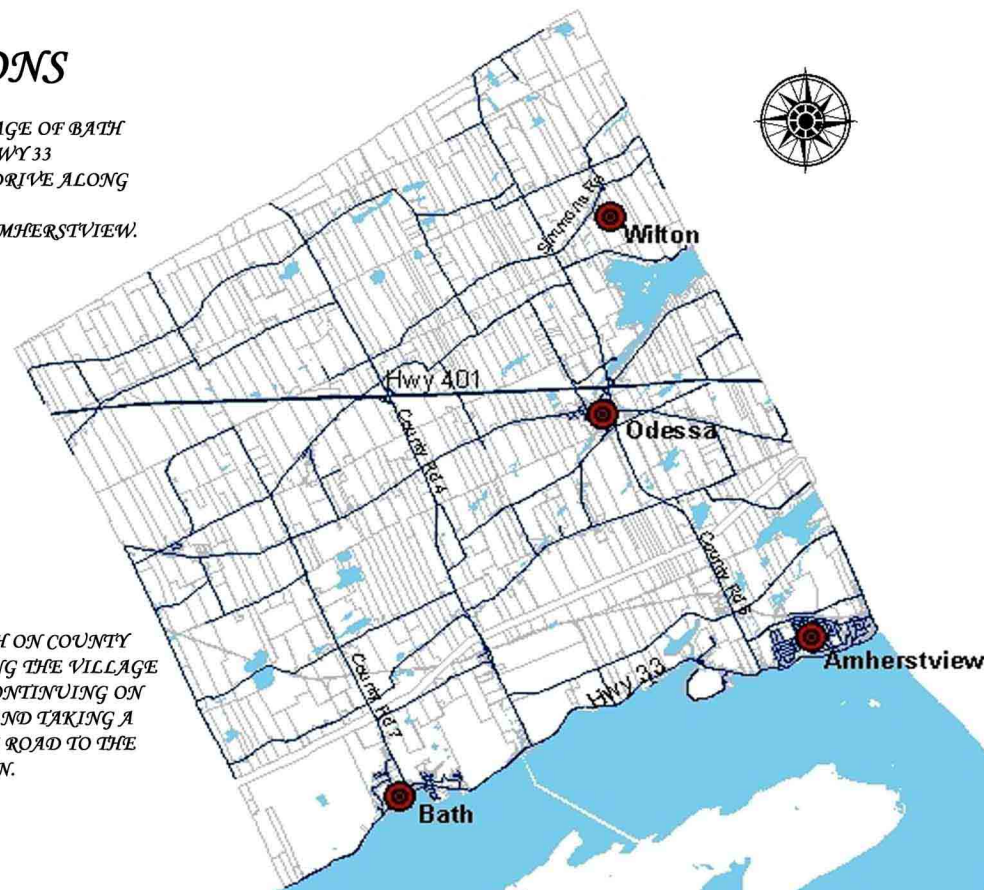 ONS
AGE OF BATH
WY 33
DRIVE ALONG
MHERSTVIEW.
Simmons Rd
Wilton
Hwy 401
County Rd 4
Odessa
County Rd 6
H ON COUNTY
NG THE VILLAGE
ONTINUING ON
ND TAKING A
ROAD TO THE
N.
Amherstview
Hwy 33
County Rd 7
Bath